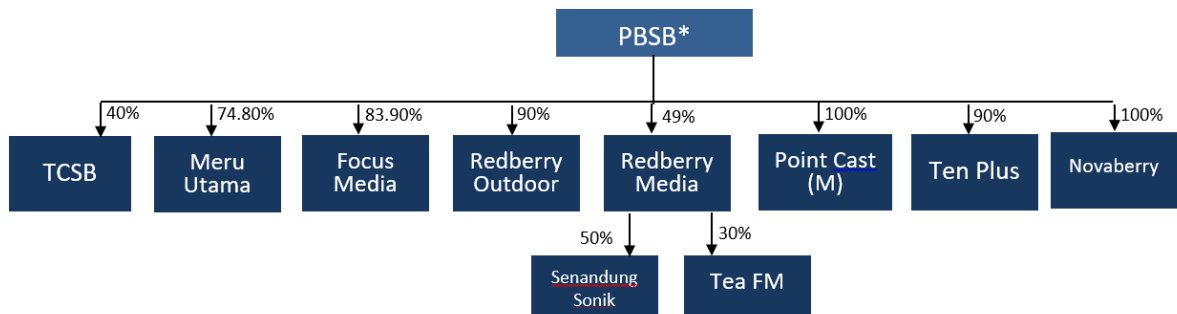 PBSB*
40%
74.80%
83.90%
90%
49%
100%
90%
100%
TCSB
Meru
Utama
Focus
Media
Redberry
Outdoor
Redberry
Media
Point Cast
(M)
Ten Plus
Novaberry
50%
30%
Senandung
Sonik
Tea FM